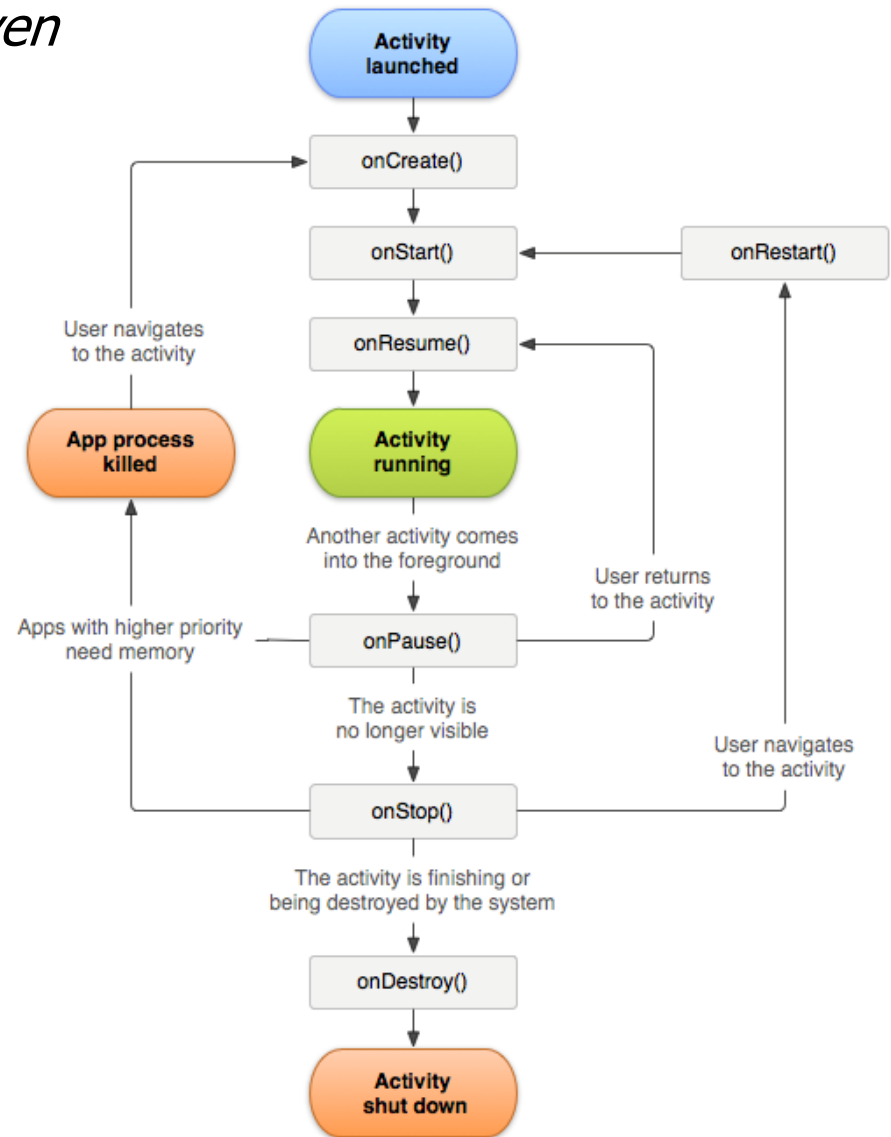 Activity
launched
onCreate()
onStart()
onRestart()
onResume()
User navigates
to the activity
App process
killed
Activity
running
Another activity comes
into the foreground
User returns
to the activity
Apps with higher priority
need memory
onPause()
The activity is
no longer visible
User navigates
to the activity
onStop()
The activity is finishing or
being destroyed by the system
onDestroy()
Activity
shut down